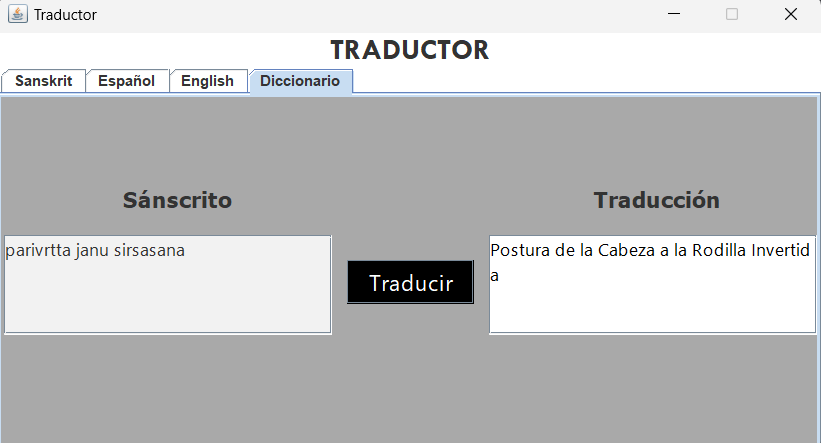 Traductor
TRADUCTOR
Sanskrit Español English Diccionario
Sánscrito Traducción
parivrtta janu sirsasana
Traducir
Postura de la Cabeza a la Rodilla Invertid
a